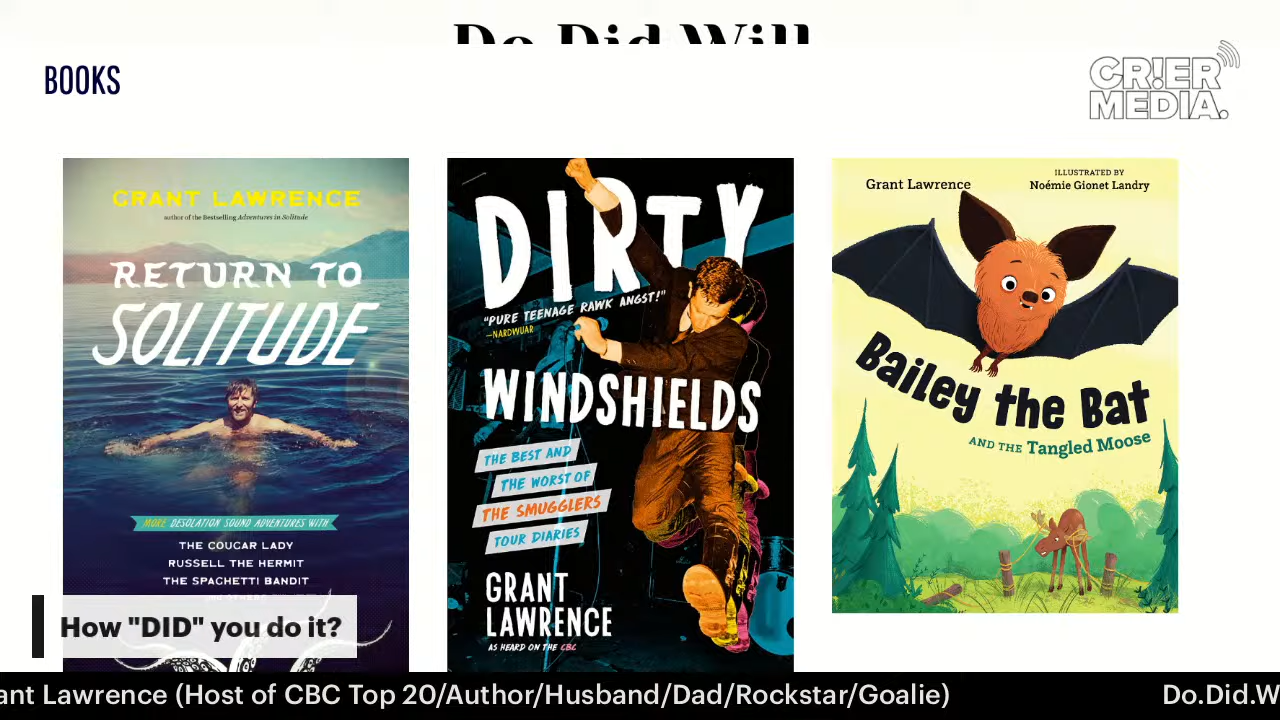 Do Did Will
BOOKS
CR!ER
MEDIA.
GRANT LAWRENCE
author of the Bestselling Adventures in Solitude
RETURN TO
SOLITUDE
MORE DESOLATION SOUND ADVENTURES WITH
THE COUGAR LADY
RUSSELL THE HERMIT
THE SPAGHETTI BANDIT
DIRTY
"PURE TEENAGE RAWK ANGST!"
—NARDWUAR
WINDSHIELDS
THE BEST AND
THE WORST OF
THE SMUGGLERS
TOUR DIARIES
GRANT
LAWRENCE
AS HEARD ON THE CBC
Grant Lawrence
ILLUSTRATED BY
Noémie Gionet Landry
Bailey the Bat
AND THE Tangled Moose
How "DID" you do it?
ant Lawrence (Host of CBC Top 20/Author/Husband/Dad/Rockstar/Goalie)
Do.Did.W